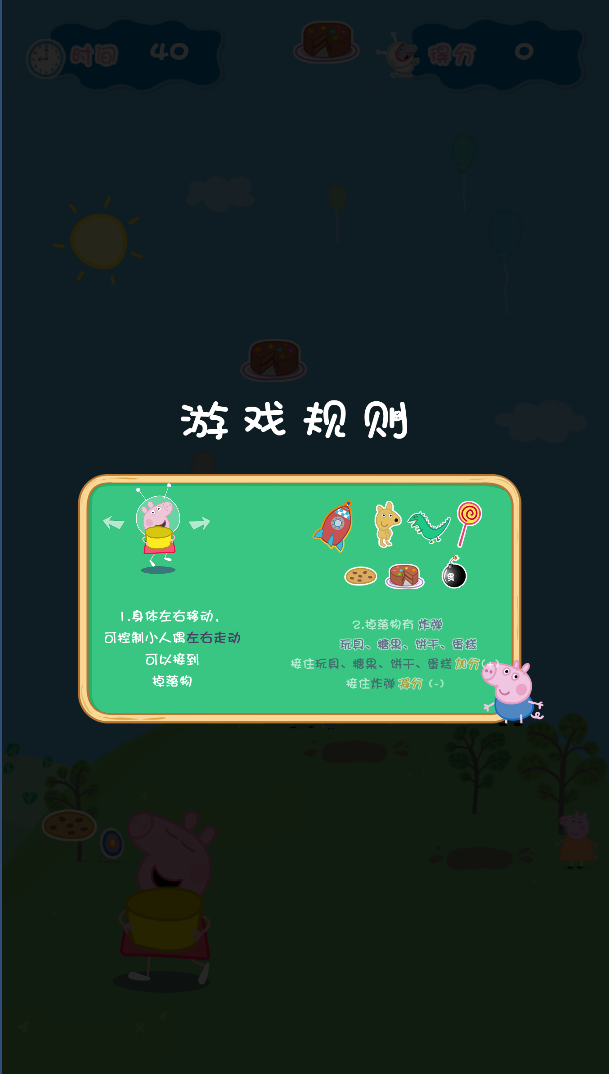 时间 40
得分 0
游戏规则
1.身体左右移动,
可控制小人偶左右走动
可以接到
掉落物
2.掉落物有 炸弹
玩具、糖果、饼干、蛋糕
接住玩具、糖果、饼干、蛋糕 加分(+)
接住炸弹 得分 (-)